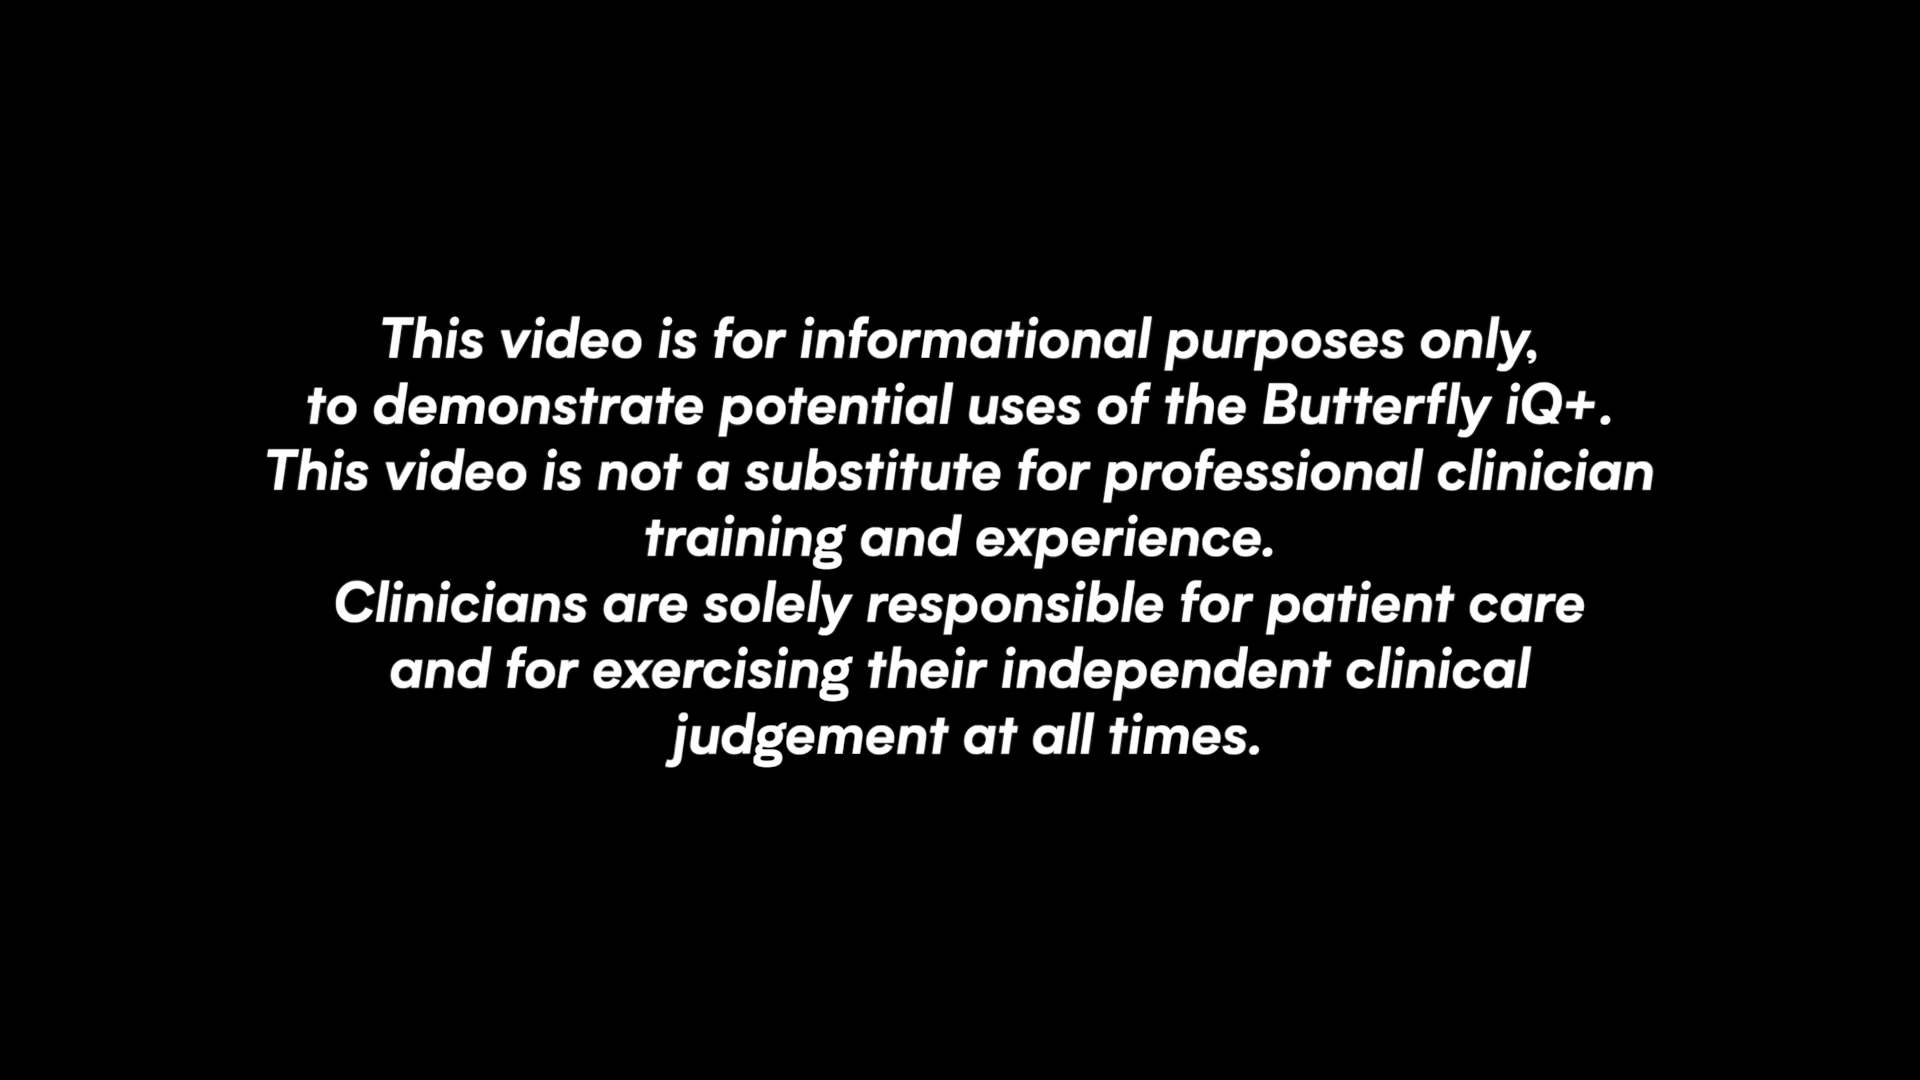 This video is for informational purposes only,
to demonstrate potential uses of the Butterfly iQ+.
This video is not a substitute for professional clinician
training and experience.
Clinicians are solely responsible for patient care
and for exercising their independent clinical
judgement at all times.